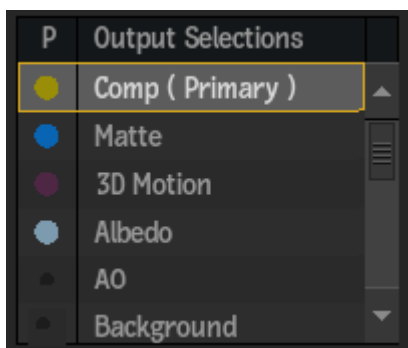 P Output Selections
Comp ( Primary )
Matte
3D Motion
Albedo
AO
Background